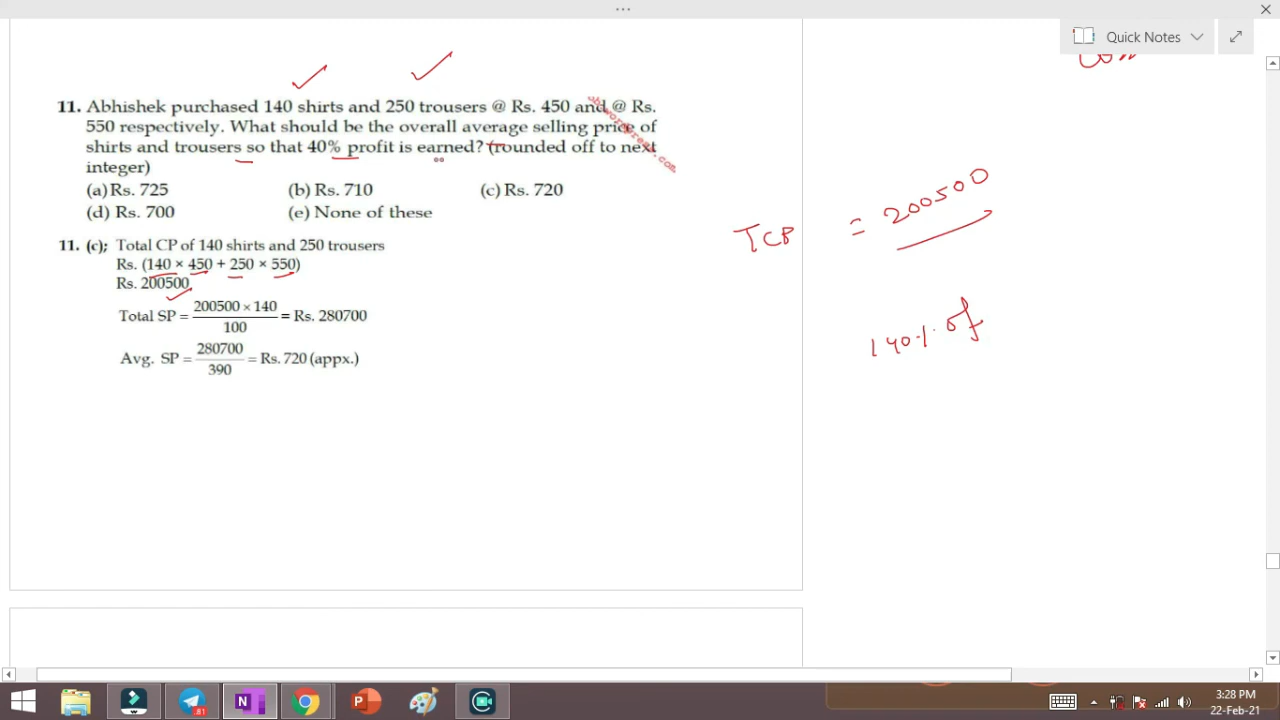 Quick Notes
11. Abhishek purchased 140 shirts and 250 trousers @ Rs. 450 and @ Rs.
550 respectively. What should be the overall average selling price of
shirts and trousers so that 40% profit is earned? (rounded off to next
integer)
(a) Rs. 725 (b) Rs. 710 (c) Rs. 720
(d) Rs. 700 (e) None of these
11. (c); Total CP of 140 shirts and 250 trousers
Rs. (140 × 450 + 250 × 550)
Rs. 200500
Total SP = 200500 × 140 / 100 = Rs. 280700
Avg. SP = 280700 / 390 = Rs. 720 (appx.)
TCP = 200500
140% of
81
3:28 PM
22-Feb-21